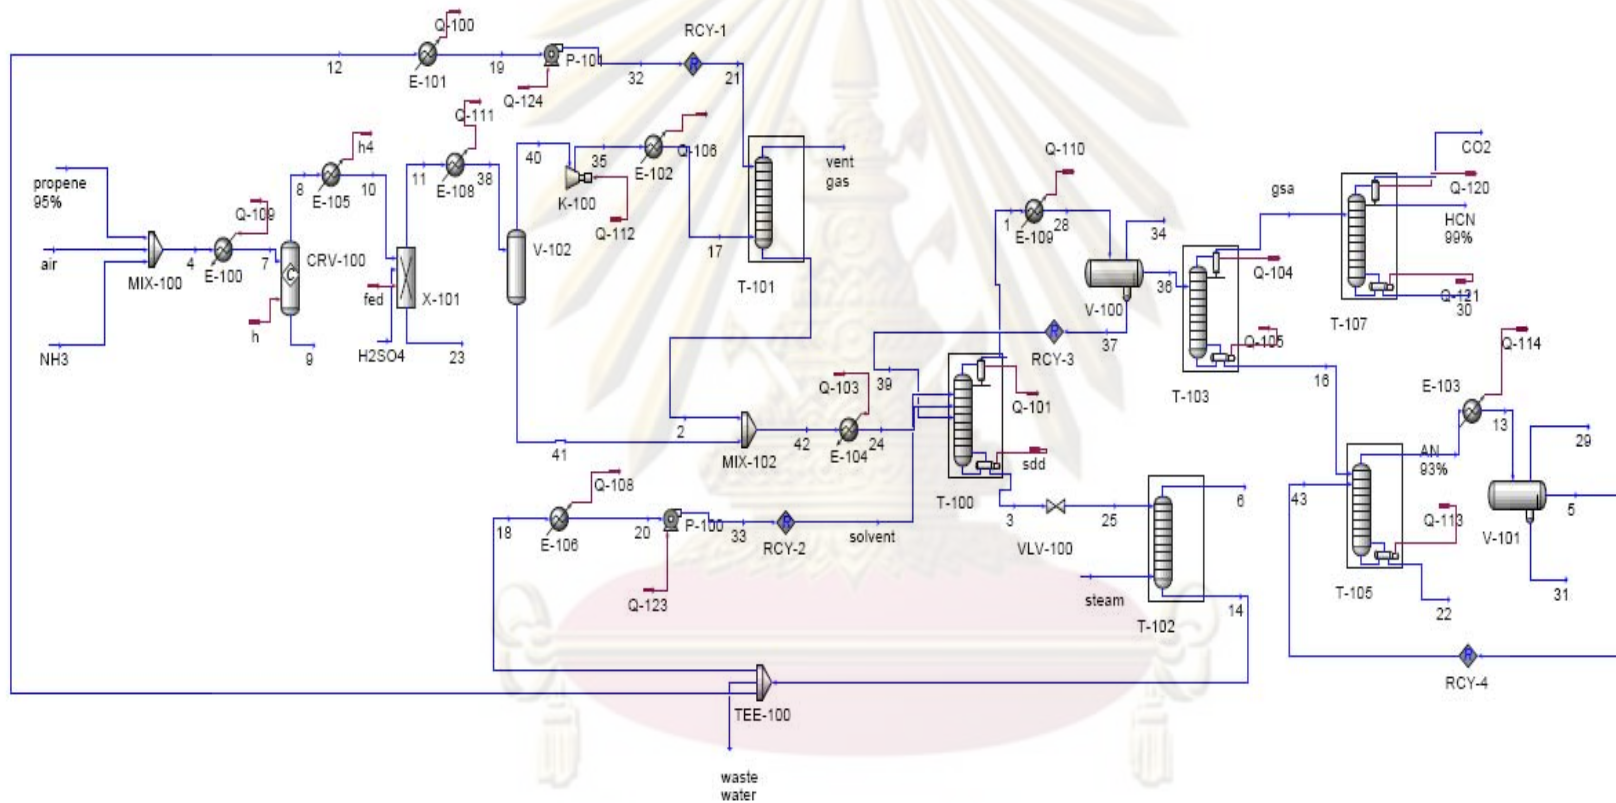 Q-100
RCY-1
12
E-101
19
P-101
32
21
Q-124
Q-111
h4
40
35
Q-106
vent
gas
CO2
propene
95%
8
E-105
10
11
E-108
38
K-100
E-102
Q-110
Q-120
gsa
HCN
99%
Q-109
Q-112
1
28
E-109
34
air
MIX-100
4
E-100
7
CRV-100
C
V-102
17
T-101
Q-104
fed
X-101
V-100
36
Q-121
30
h
H2SO4
T-107
NH3
9
23
RCY-3
37
Q-105
Q-114
Q-103
39
Q-101
T-103
16
E-103
13
2
MIX-102
42
E-104
24
41
sdd
AN
93%
29
Q-108
T-100
6
43
Q-113
5
V-101
18
E-106
20
P-100
33
RCY-2
solvent
3
VLV-100
25
Q-123
steam
T-102
14
T-105
22
31
RCY-4
TEE-100
waste
water
R
R
R
R